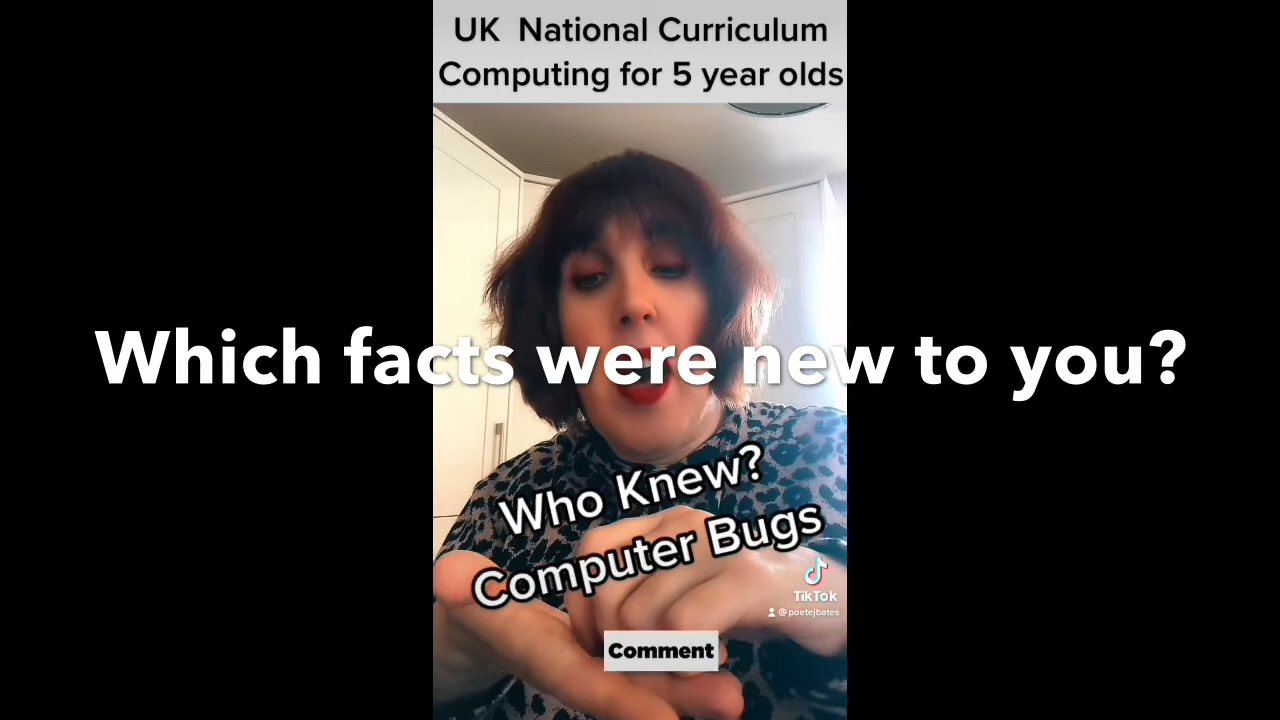 UK National Curriculum
Computing for 5 year olds
Which facts were new to you?
Who Knew?
Computer Bugs
TikTok
@poetejbates
Comment